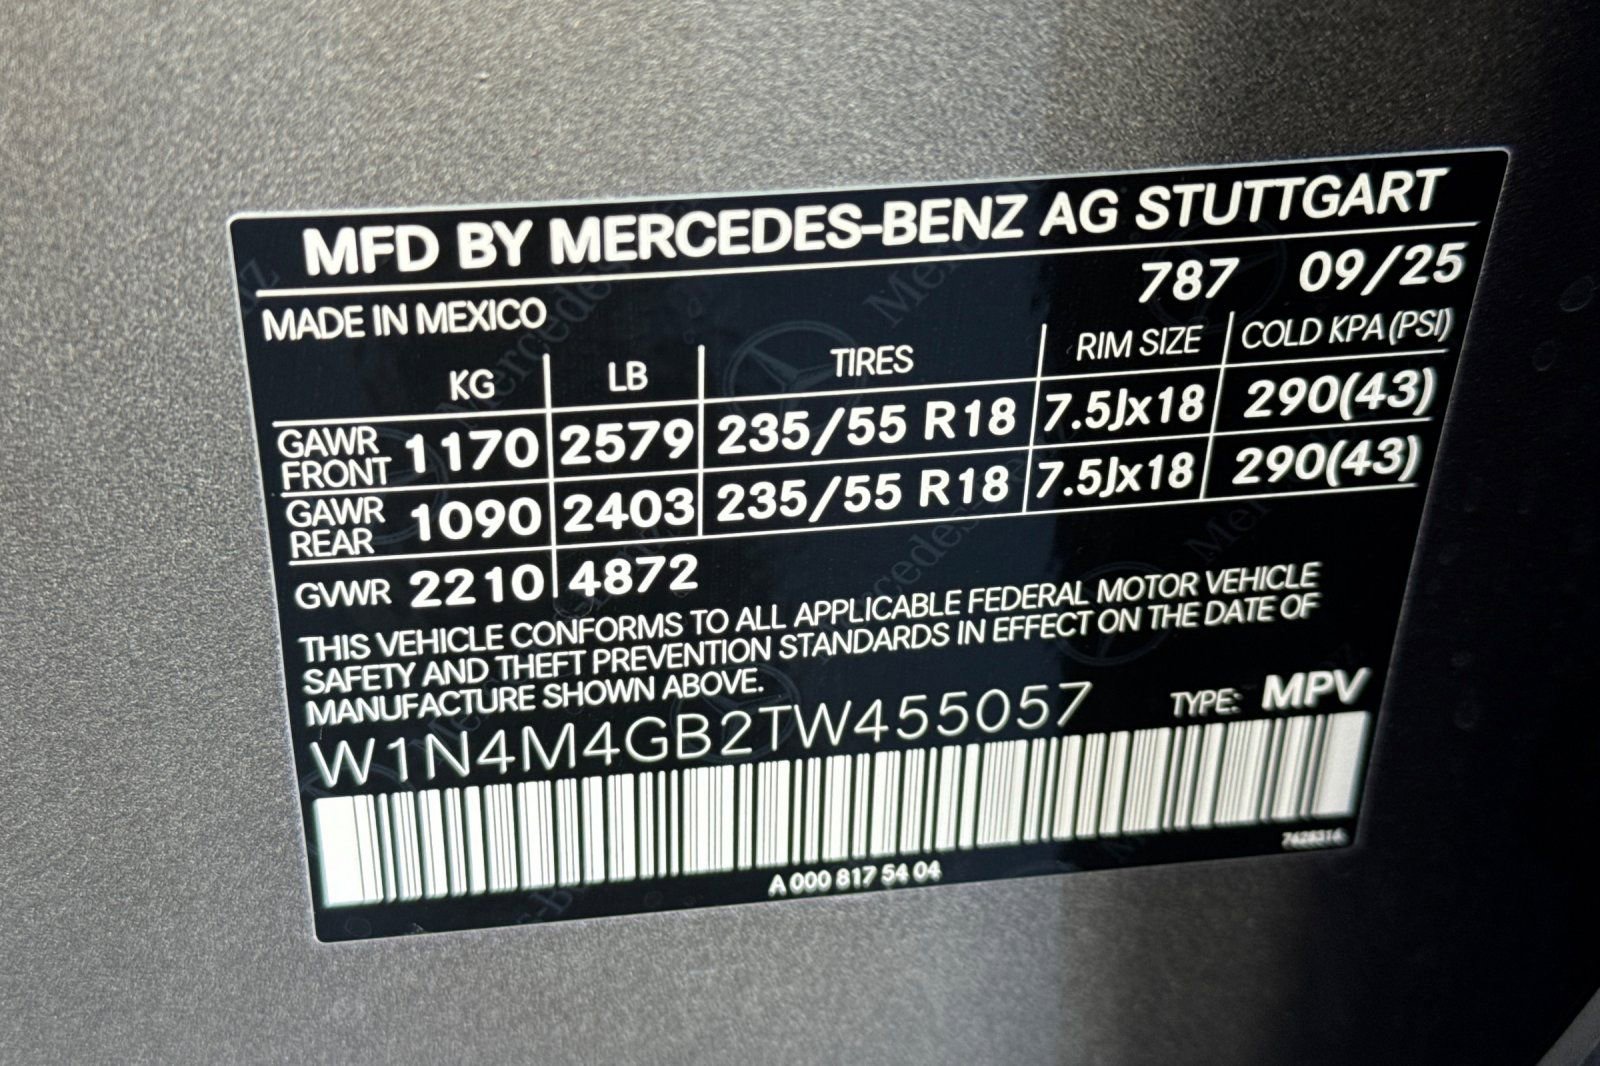 MFD BY MERCEDES-BENZ AG STUTTGART
787 09/25
MADE IN MEXICO
KG LB TIRES RIM SIZE COLD KPA (PSI)
GAWR FRONT 1170 2579 235/55 R18 7.5Jx18 290(43)
GAWR REAR 1090 2403 235/55 R18 7.5Jx18 290(43)
GVWR 2210 4872
THIS VEHICLE CONFORMS TO ALL APPLICABLE FEDERAL MOTOR VEHICLE
SAFETY AND THEFT PREVENTION STANDARDS IN EFFECT ON THE DATE OF
MANUFACTURE SHOWN ABOVE.
W1N4M4GB2TW455057 TYPE: MPV
A 000 817 54 04